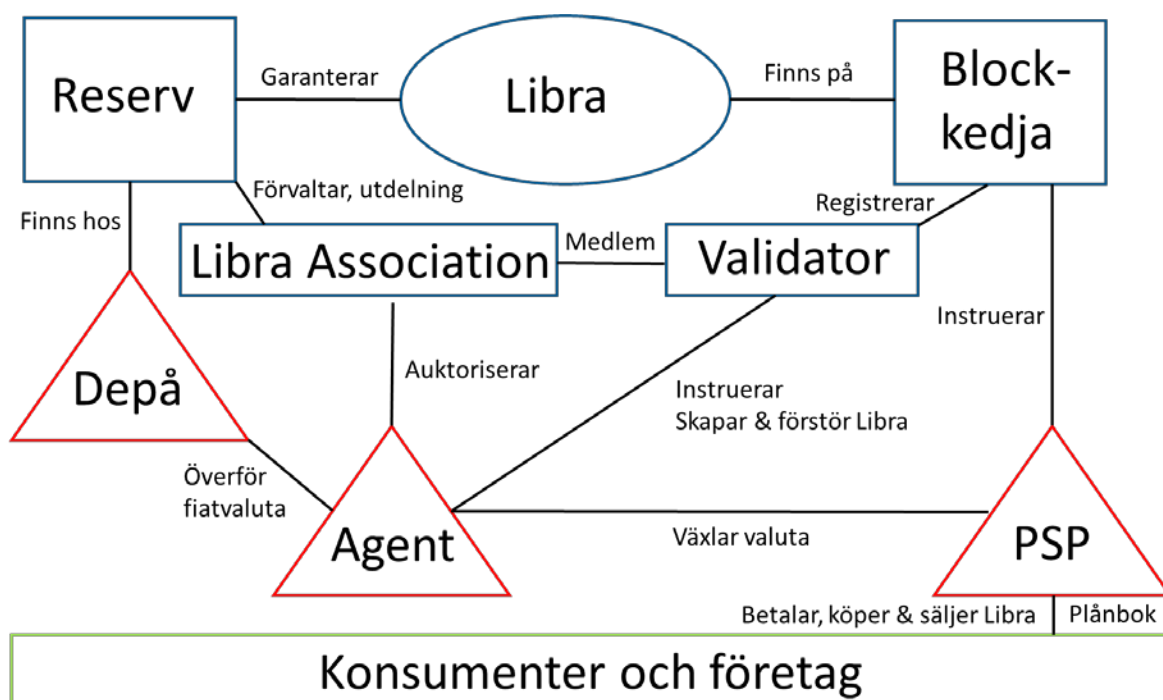 Reserv
Garanterar
Libra
Finns på
Block-
kedja
Finns hos
Förvaltar, utdelning
Registrerar
Libra Association
Medlem
Validator
Instruerar
Depå
Auktoriserar
Instruerar
Skapar & förstör Libra
Överför
fiatvaluta
Agent
Växlar valuta
PSP
Betalar, köper & säljer Libra
Plånbok
Konsumenter och företag